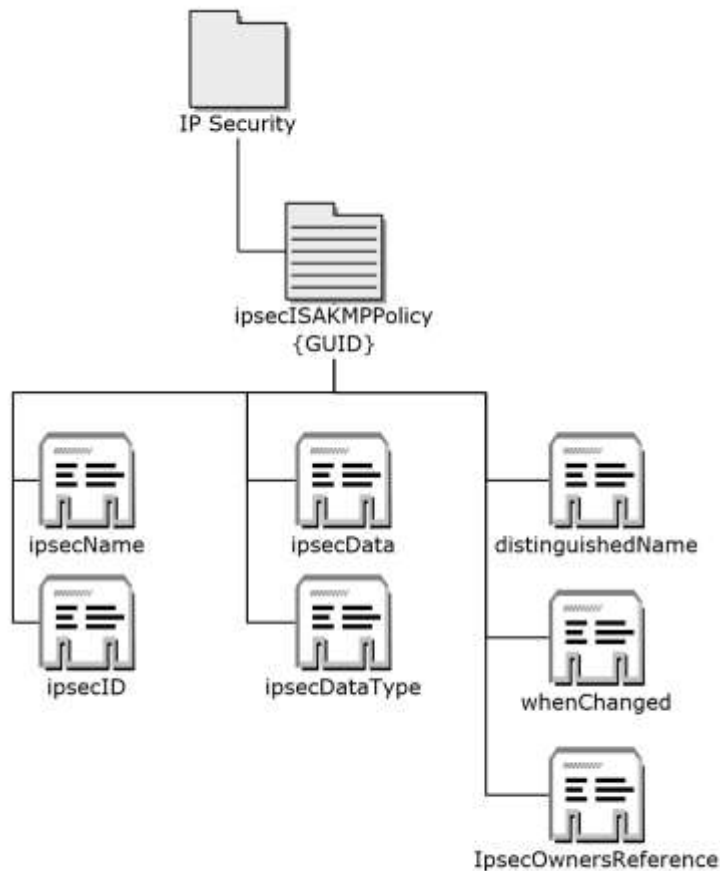 IP Security
ipsecISAKMPPolicy
{GUID}
ipsecName
ipsecData
distinguishedName
ipsecID
ipsecDataType
whenChanged
IpsecOwnersReference